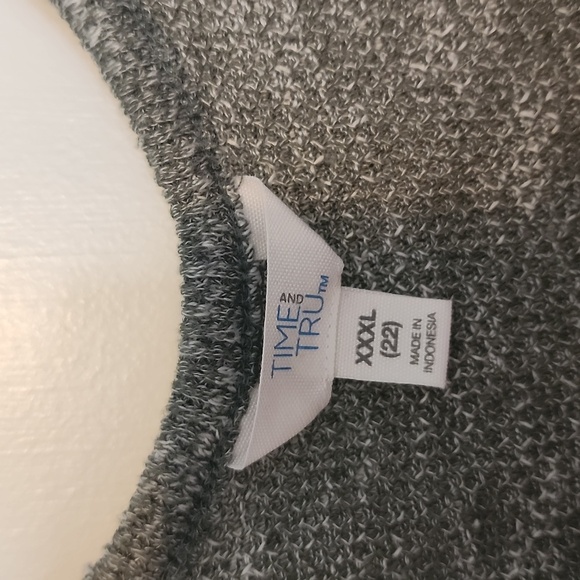 TIME AND
TRU™
XXXL
(22)
MADE IN
INDONESIA